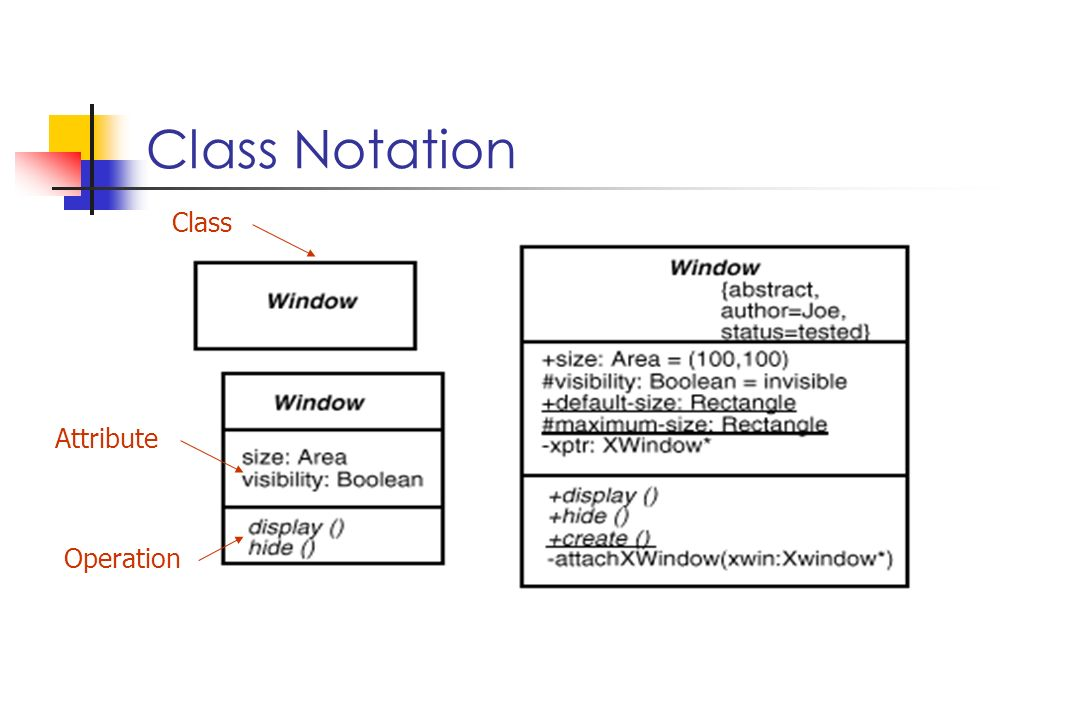 Class Notation
Class
Window
Window
Attribute
size: Area
visibility: Boolean
Operation
display ()
hide ()
Window
{abstract,
author=Joe,
status=tested}
+size: Area = (100,100)
#visibility: Boolean = invisible
+default-size: Rectangle
#maximum-size: Rectangle
-xptr: XWindow*
+display ()
+hide ()
+create ()
-attachXWindow(xwin:Xwindow*)